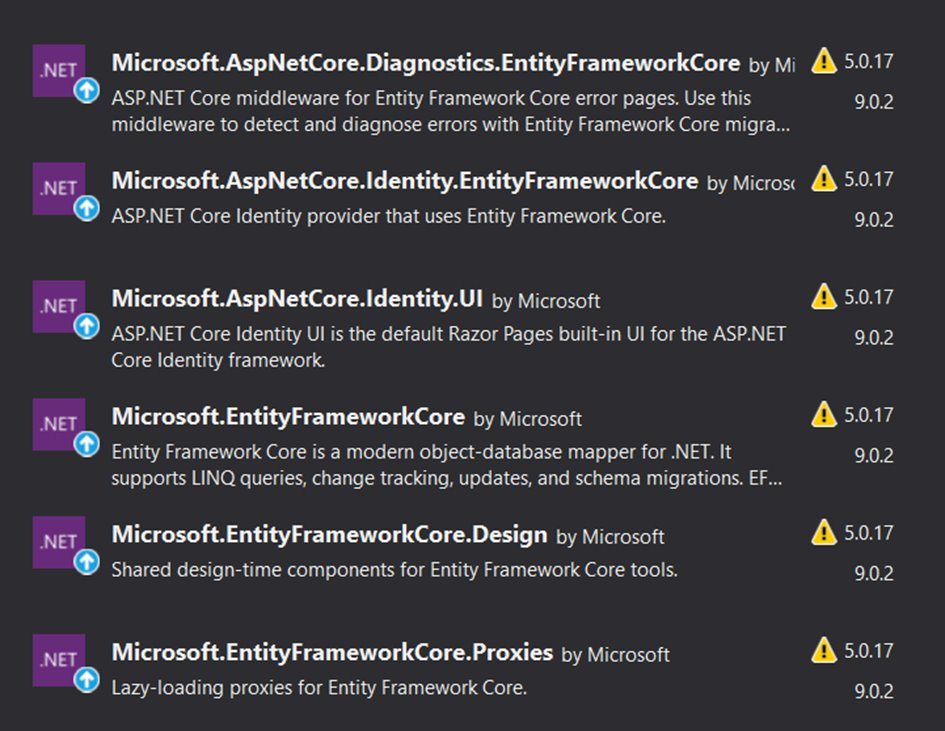 .NET
Microsoft.AspNetCore.Diagnostics.EntityFrameworkCore by Mi 5.0.17
9.0.2
ASP.NET Core middleware for Entity Framework Core error pages. Use this
middleware to detect and diagnose errors with Entity Framework Core migra...
.NET
Microsoft.AspNetCore.Identity.EntityFrameworkCore by Microsc 5.0.17
ASP.NET Core Identity provider that uses Entity Framework Core. 9.0.2
.NET
Microsoft.AspNetCore.Identity.UI by Microsoft 5.0.17
ASP.NET Core Identity UI is the default Razor Pages built-in UI for the ASP.NET 9.0.2
Core Identity framework.
.NET
Microsoft.EntityFrameworkCore by Microsoft 5.0.17
Entity Framework Core is a modern object-database mapper for .NET. It 9.0.2
supports LINQ queries, change tracking, updates, and schema migrations. EF...
.NET
Microsoft.EntityFrameworkCore.Design by Microsoft 5.0.17
Shared design-time components for Entity Framework Core tools. 9.0.2
.NET
Microsoft.EntityFrameworkCore.Proxies by Microsoft 5.0.17
Lazy-loading proxies for Entity Framework Core. 9.0.2